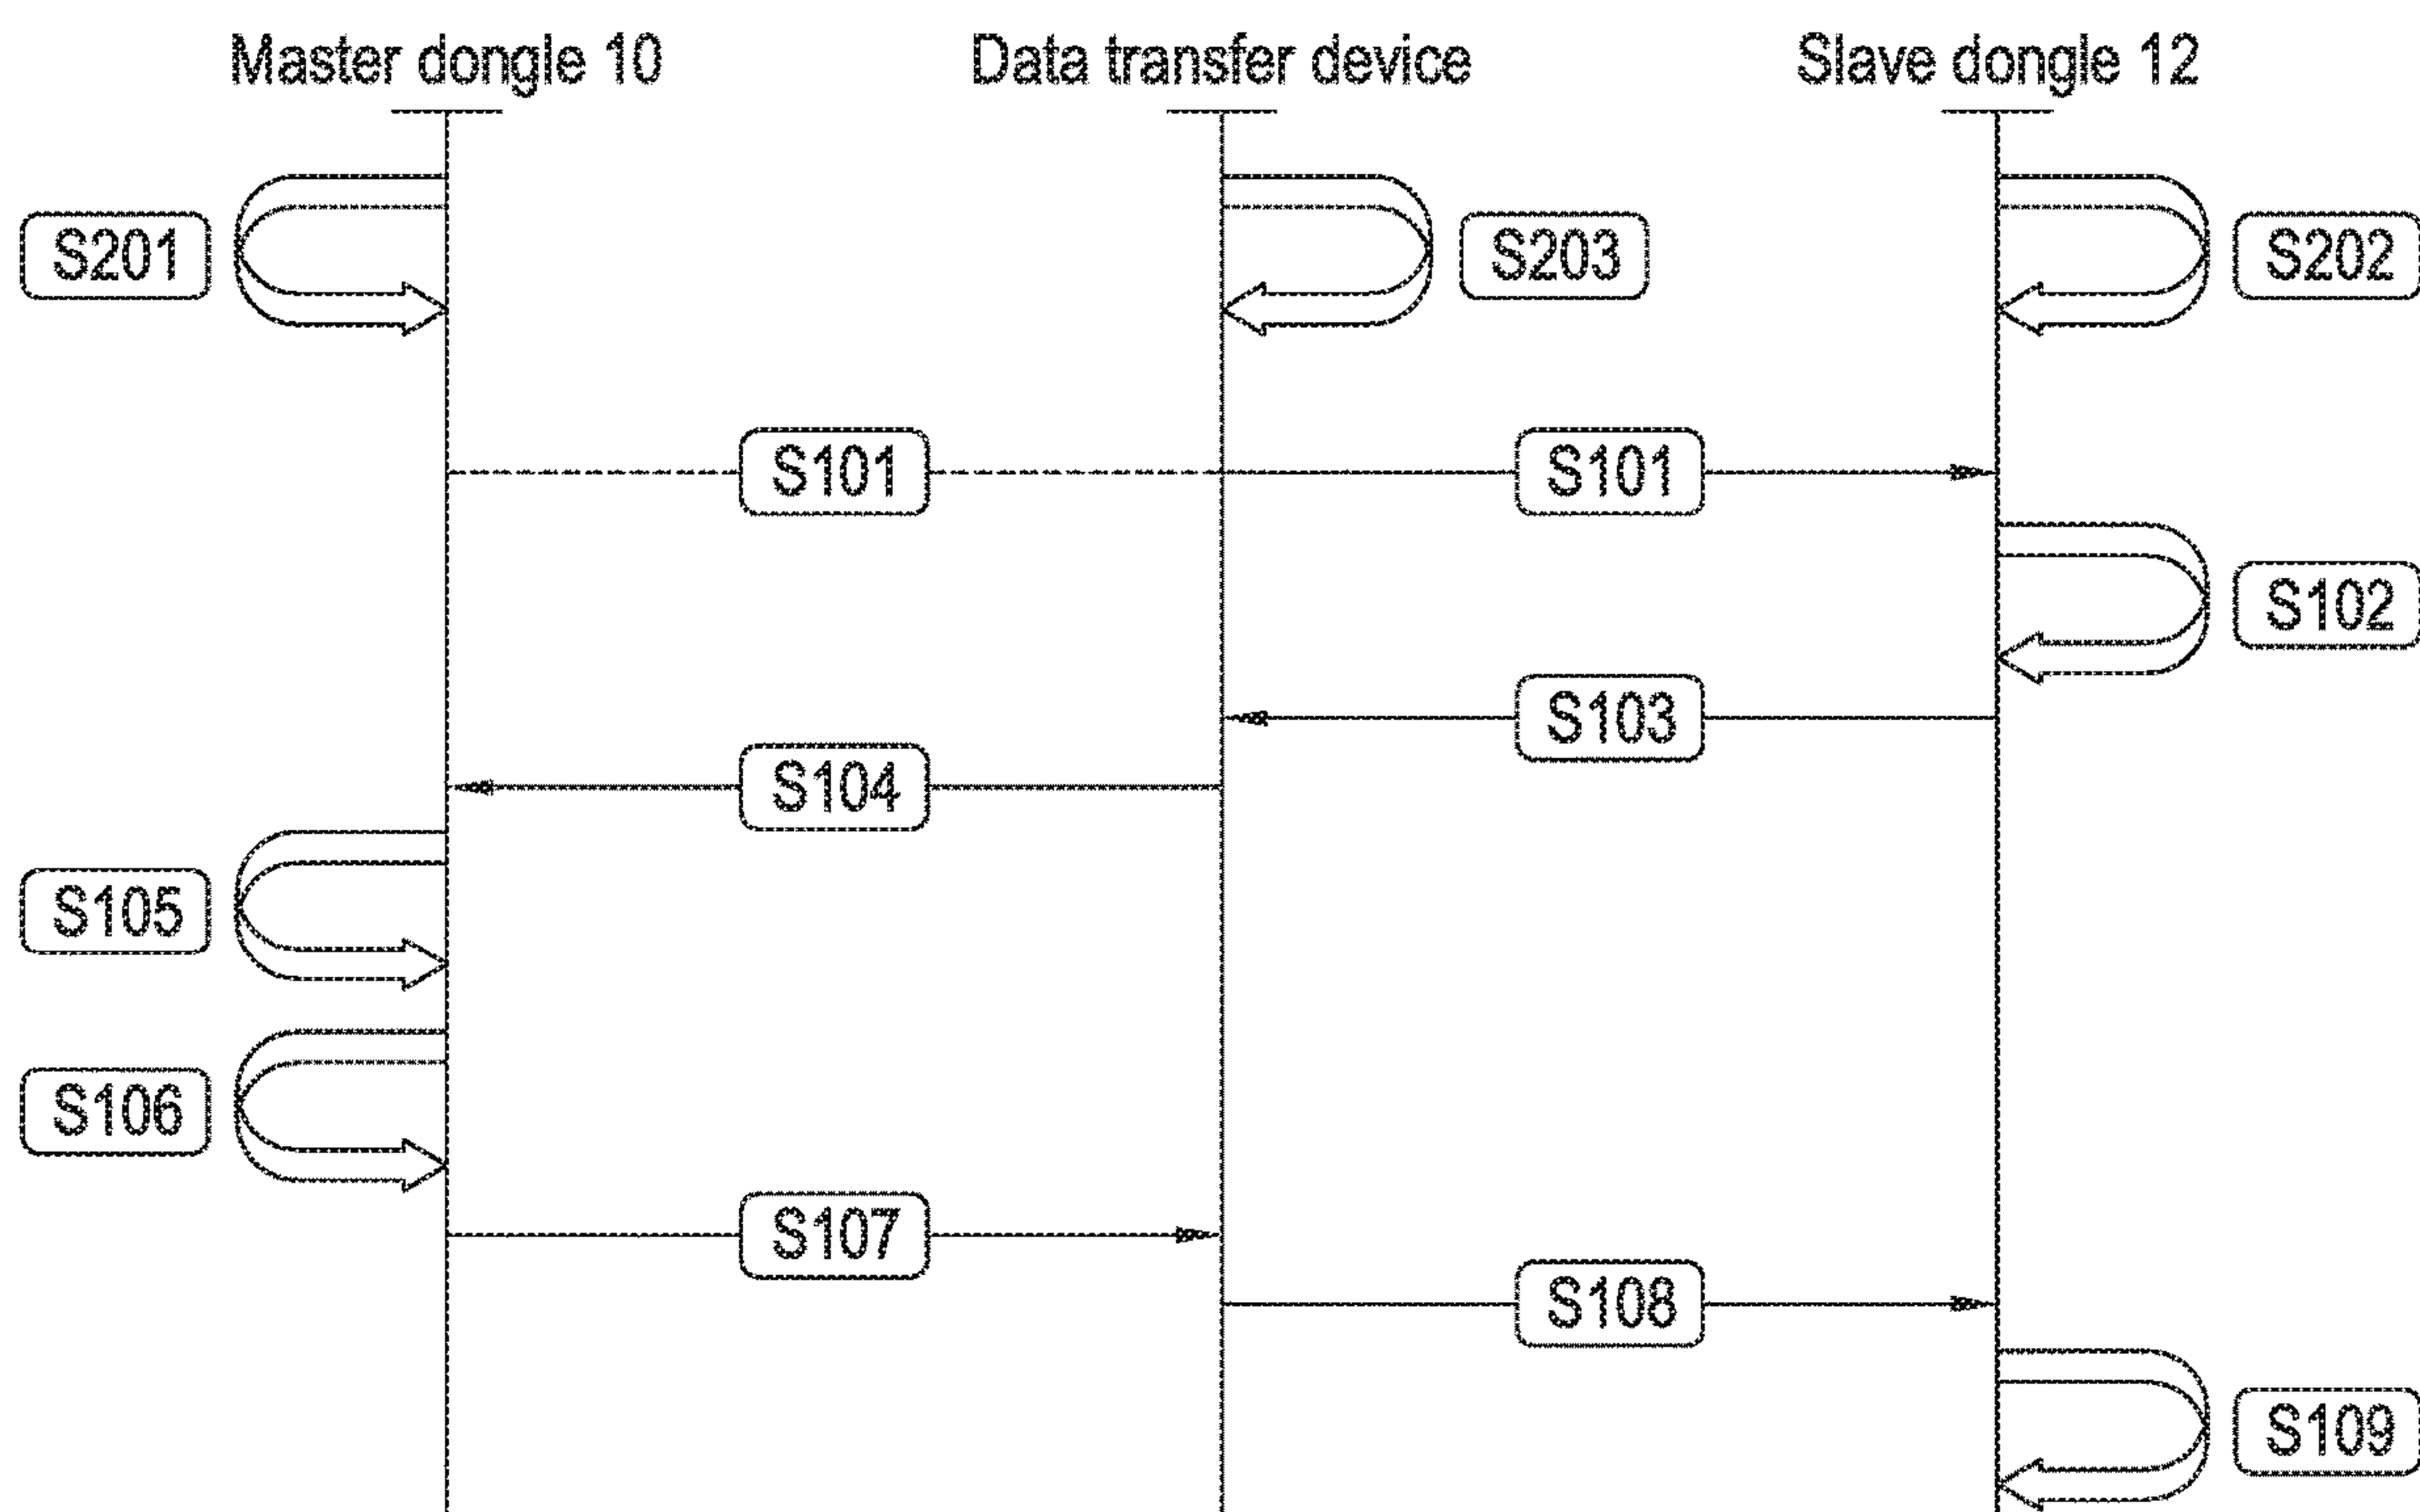 Master dongle 10
Data transfer device
Slave dongle 12
S201
S203
S202
S101
S101
S102
S103
S104
S105
S106
S107
S108
S109